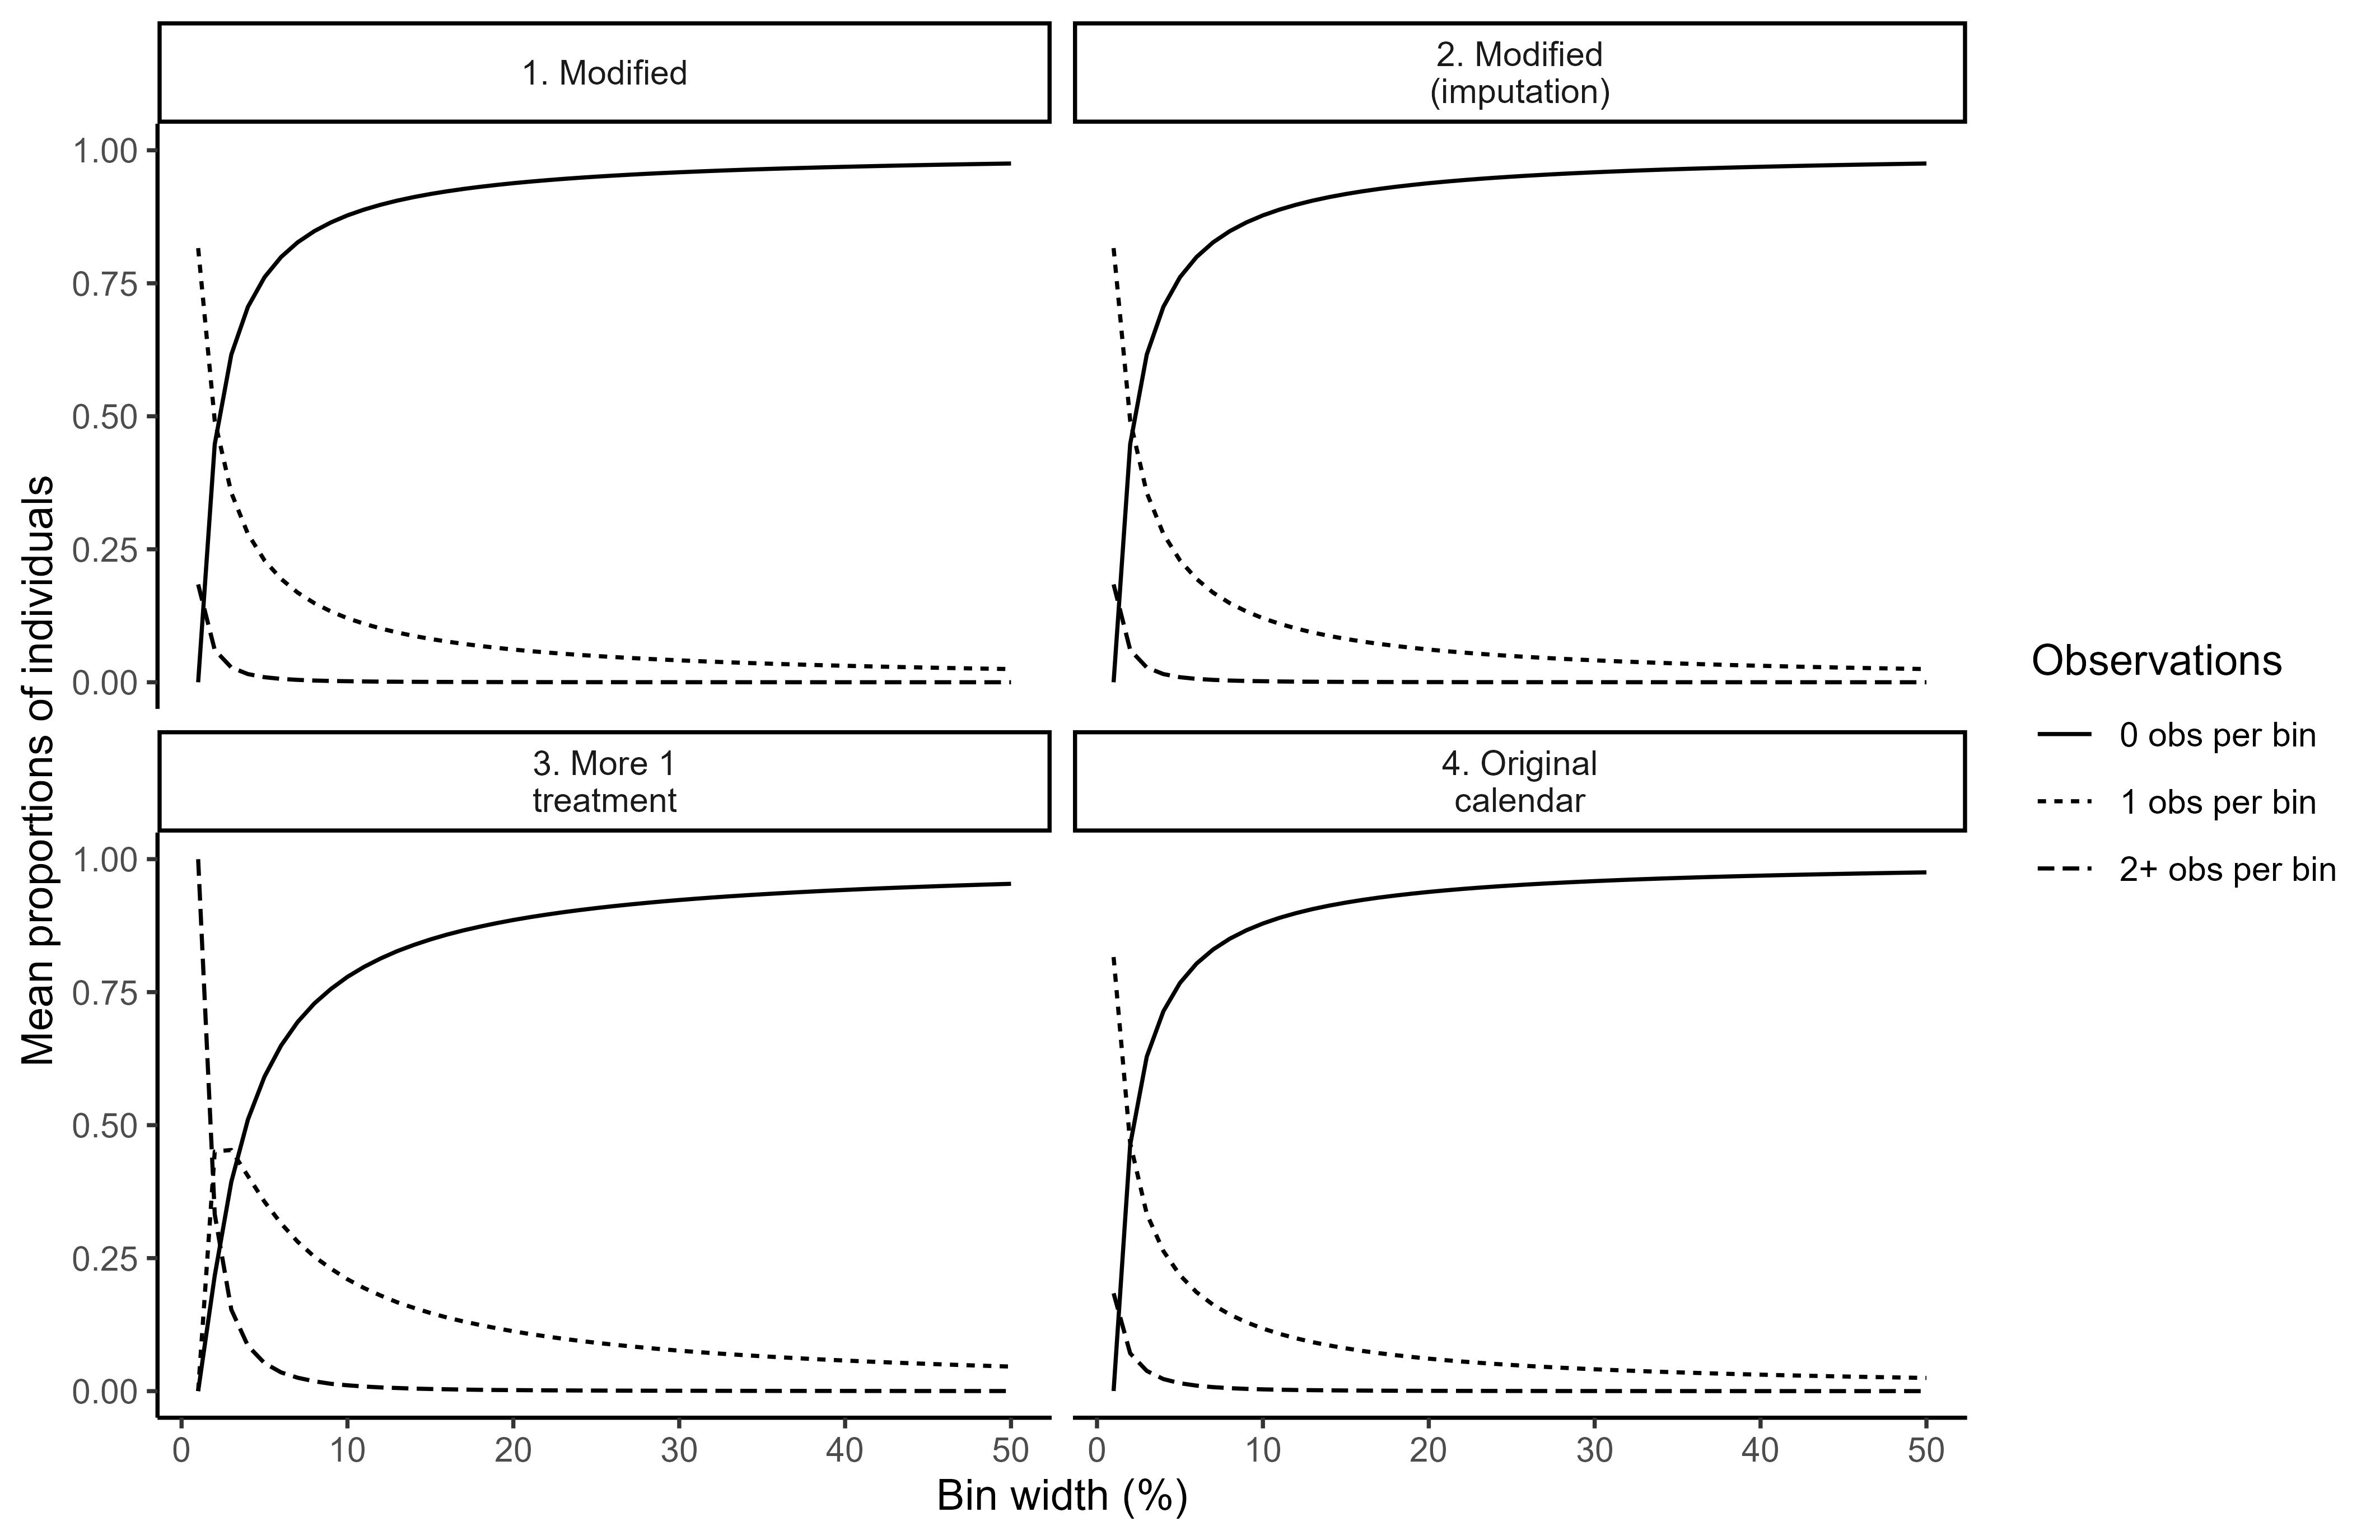 1. Modified
2. Modified
(imputation)
1.00
0.75
0.50
0.25
0.00
3. More 1
treatment
4. Original
calendar
1.00
0.75
0.50
0.25
0.00
0 10 20 30 40 50
0 10 20 30 40 50
Bin width (%)
Mean proportions of individuals
Observations
0 obs per bin
1 obs per bin
2+ obs per bin